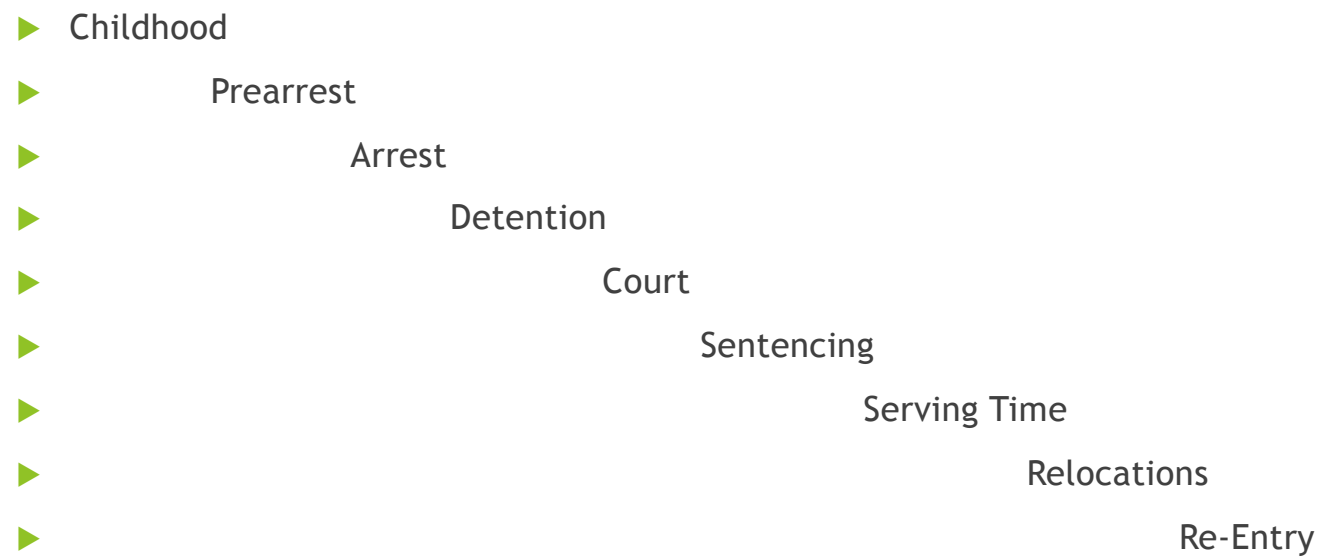 Childhood
Prearrest
Arrest
Detention
Court
Sentencing
Serving Time
Relocations
Re-Entry